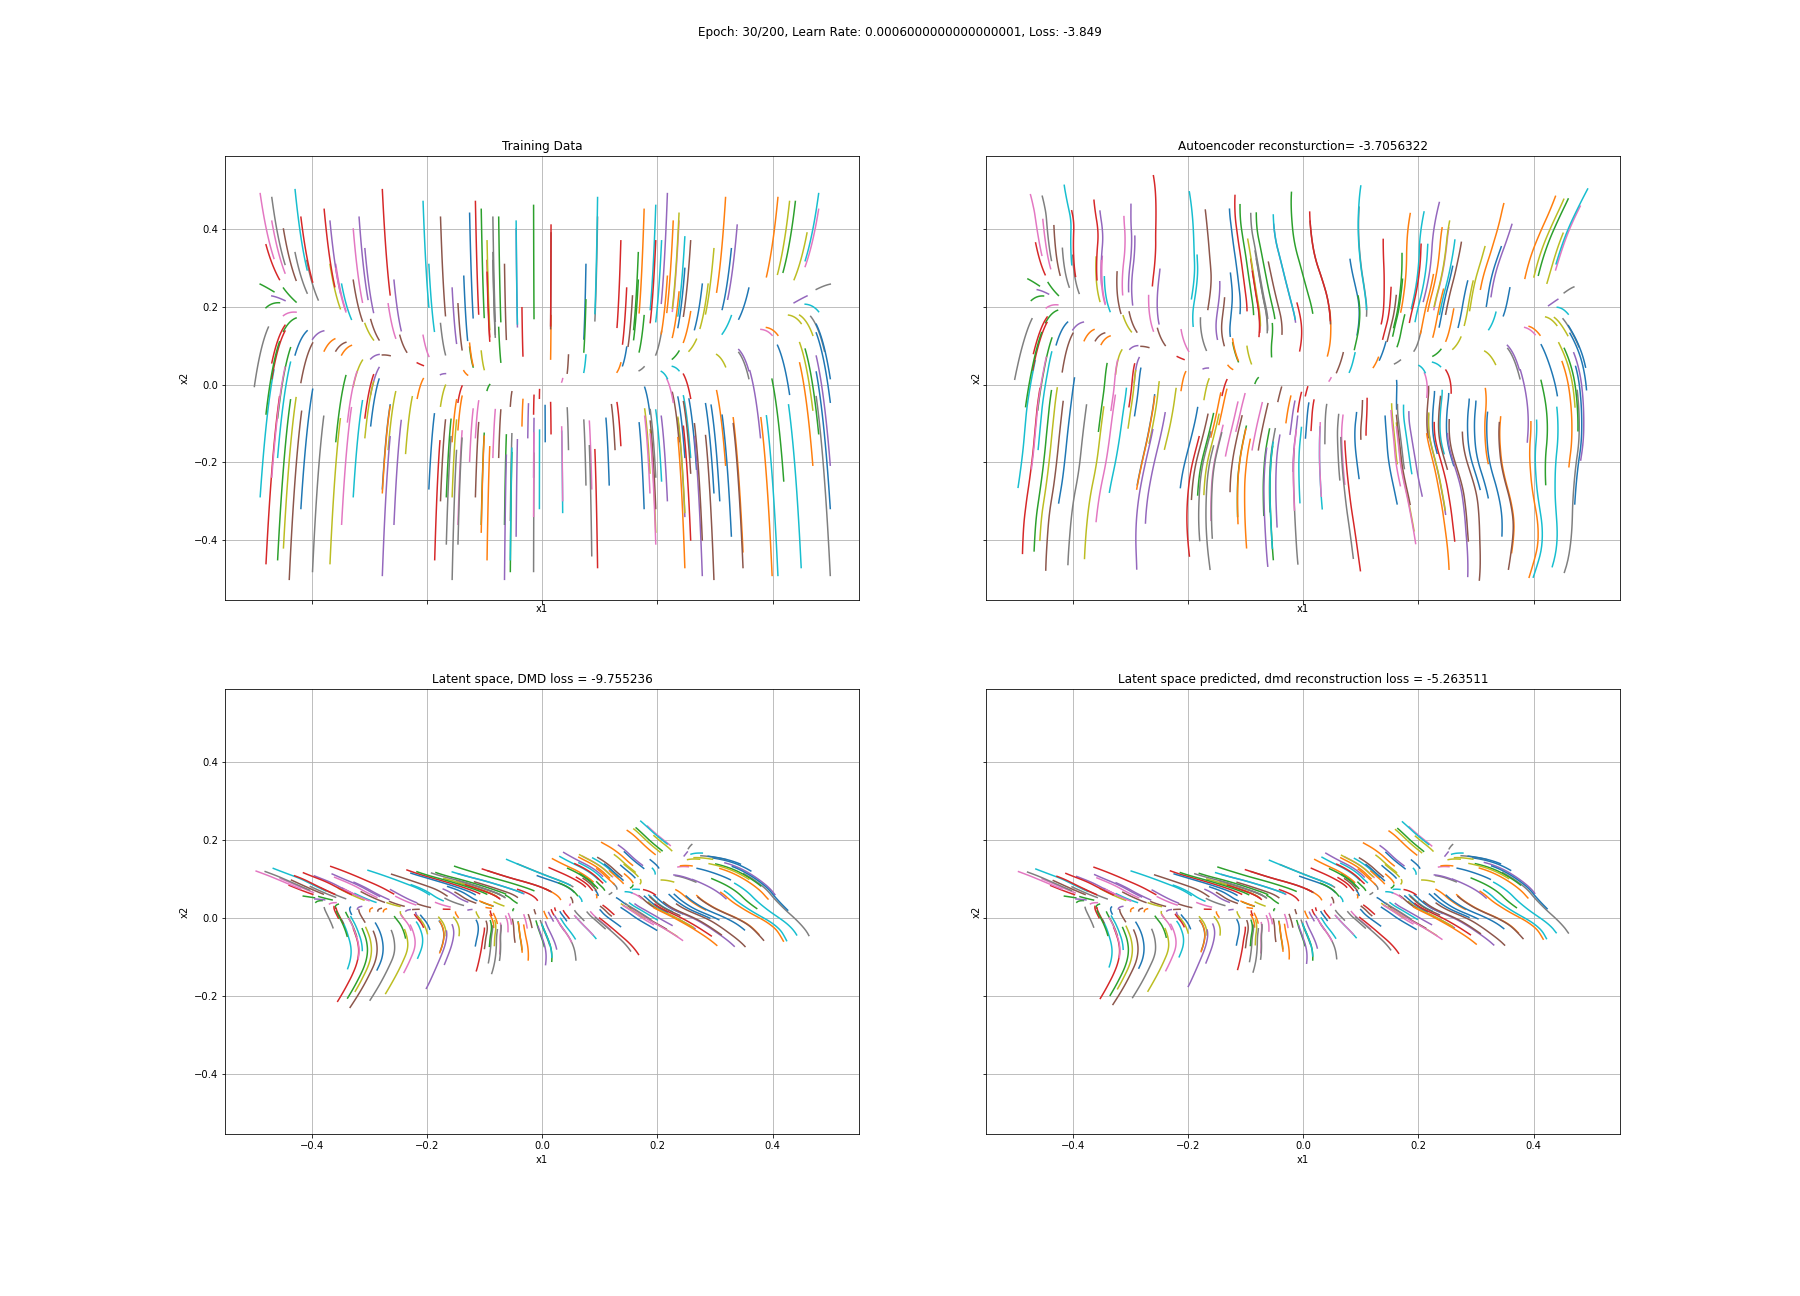 Epoch: 30/200, Learn Rate: 0.0006000000000000001, Loss: -3.849
Training Data
Autoencoder reconsturction= -3.7056322
0.4
0.2
0.0
−0.2
−0.4
x2
x1
x2
x1
Latent space, DMD loss = -9.755236
Latent space predicted, dmd reconstruction loss = -5.263511
0.4
0.2
0.0
−0.2
−0.4
x2
−0.4 −0.2 0.0 0.2 0.4
x1
x2
−0.4 −0.2 0.0 0.2 0.4
x1